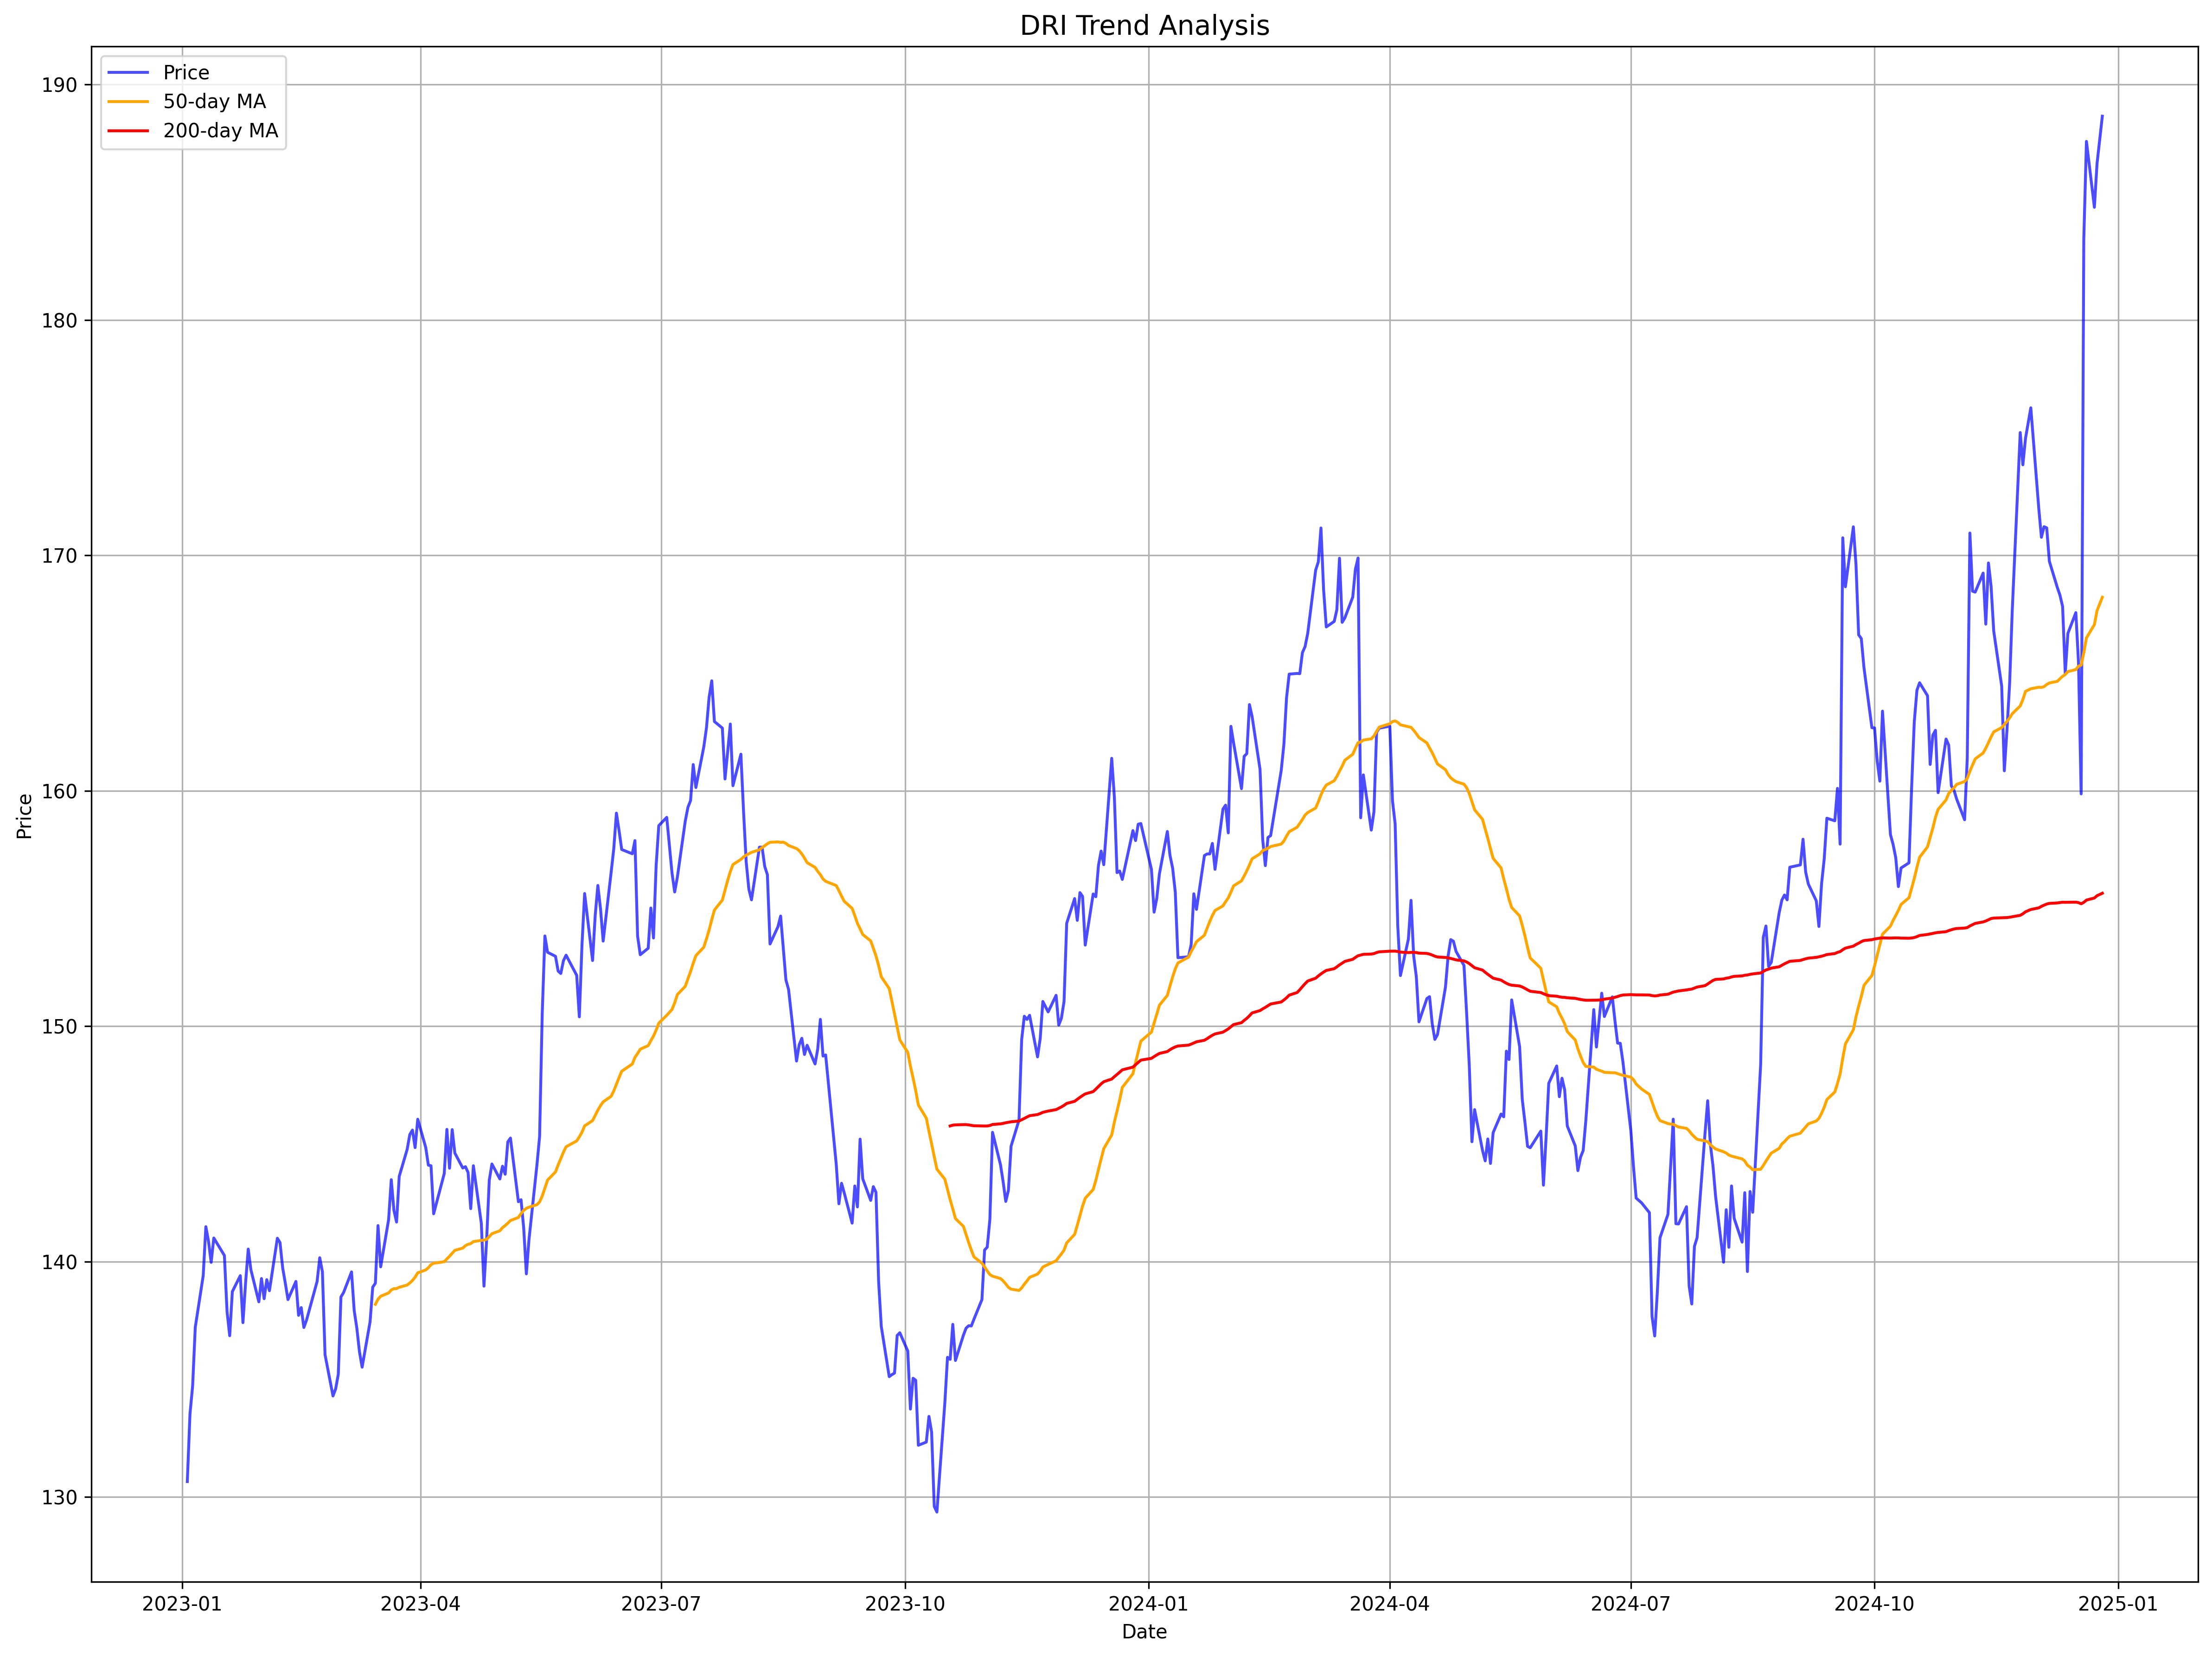 DRI Trend Analysis
Price
50-day MA
200-day MA
190
180
170
160
150
140
130
Price
2023-01
2023-04
2023-07
2023-10
2024-01
2024-04
2024-07
2024-10
2025-01
Date